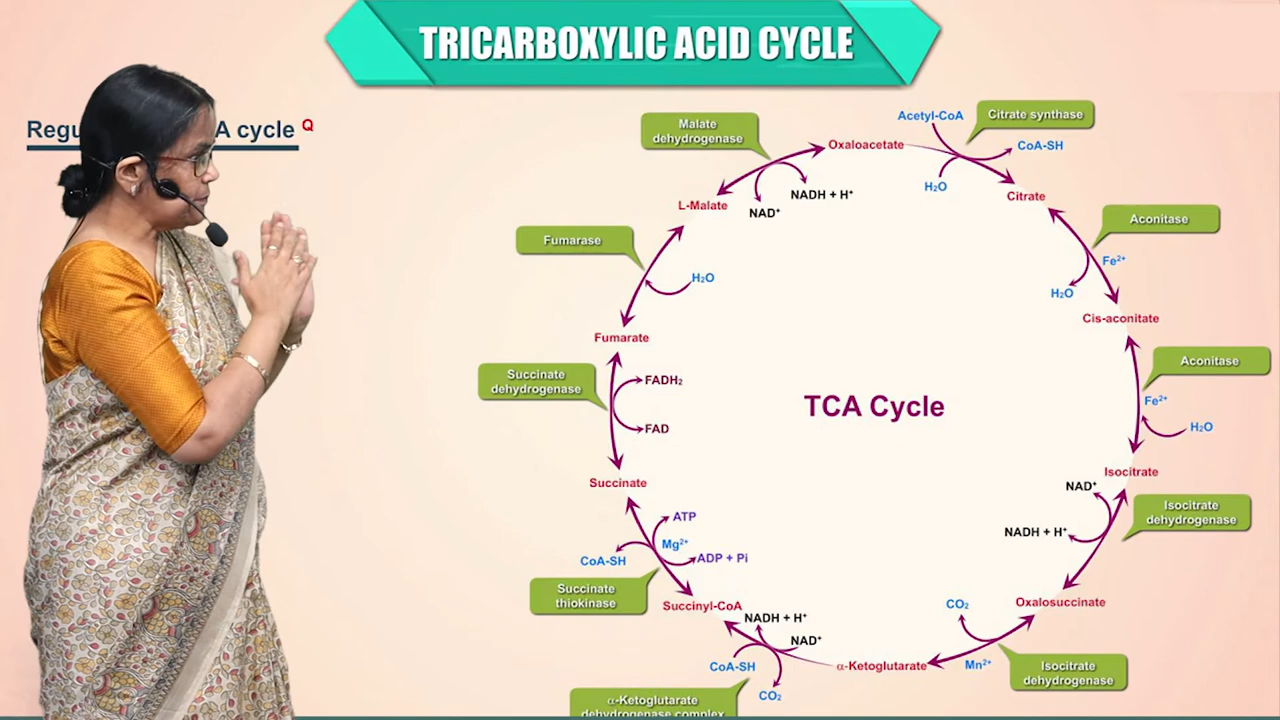 TRICARBOXYLIC ACID CYCLE
A cycle Q
Acetyl-CoA
Citrate synthase
Malate
dehydrogenase
Oxaloacetate
CoA-SH
H₂O
NADH + H⁺
NAD⁺
L-Malate
Citrate
Aconitase
Fe²⁺
H₂O
Fumarase
H₂O
Cis-aconitate
Fumarate
Aconitase
Fe²⁺
H₂O
Succinate
dehydrogenase
FADH₂
FAD
TCA Cycle
Isocitrate
Succinate
NAD⁺
NADH + H⁺
Isocitrate
dehydrogenase
ATP
Mg²⁺
CoA-SH
ADP + Pi
Succinate
thiokinase
Succinyl-CoA
Oxalosuccinate
CO₂
NADH + H⁺
NAD⁺
CoA-SH
CO₂
α-Ketoglutarate
Mn²⁺
Isocitrate
dehydrogenase
α-Ketoglutarate
dehydrogenase complex